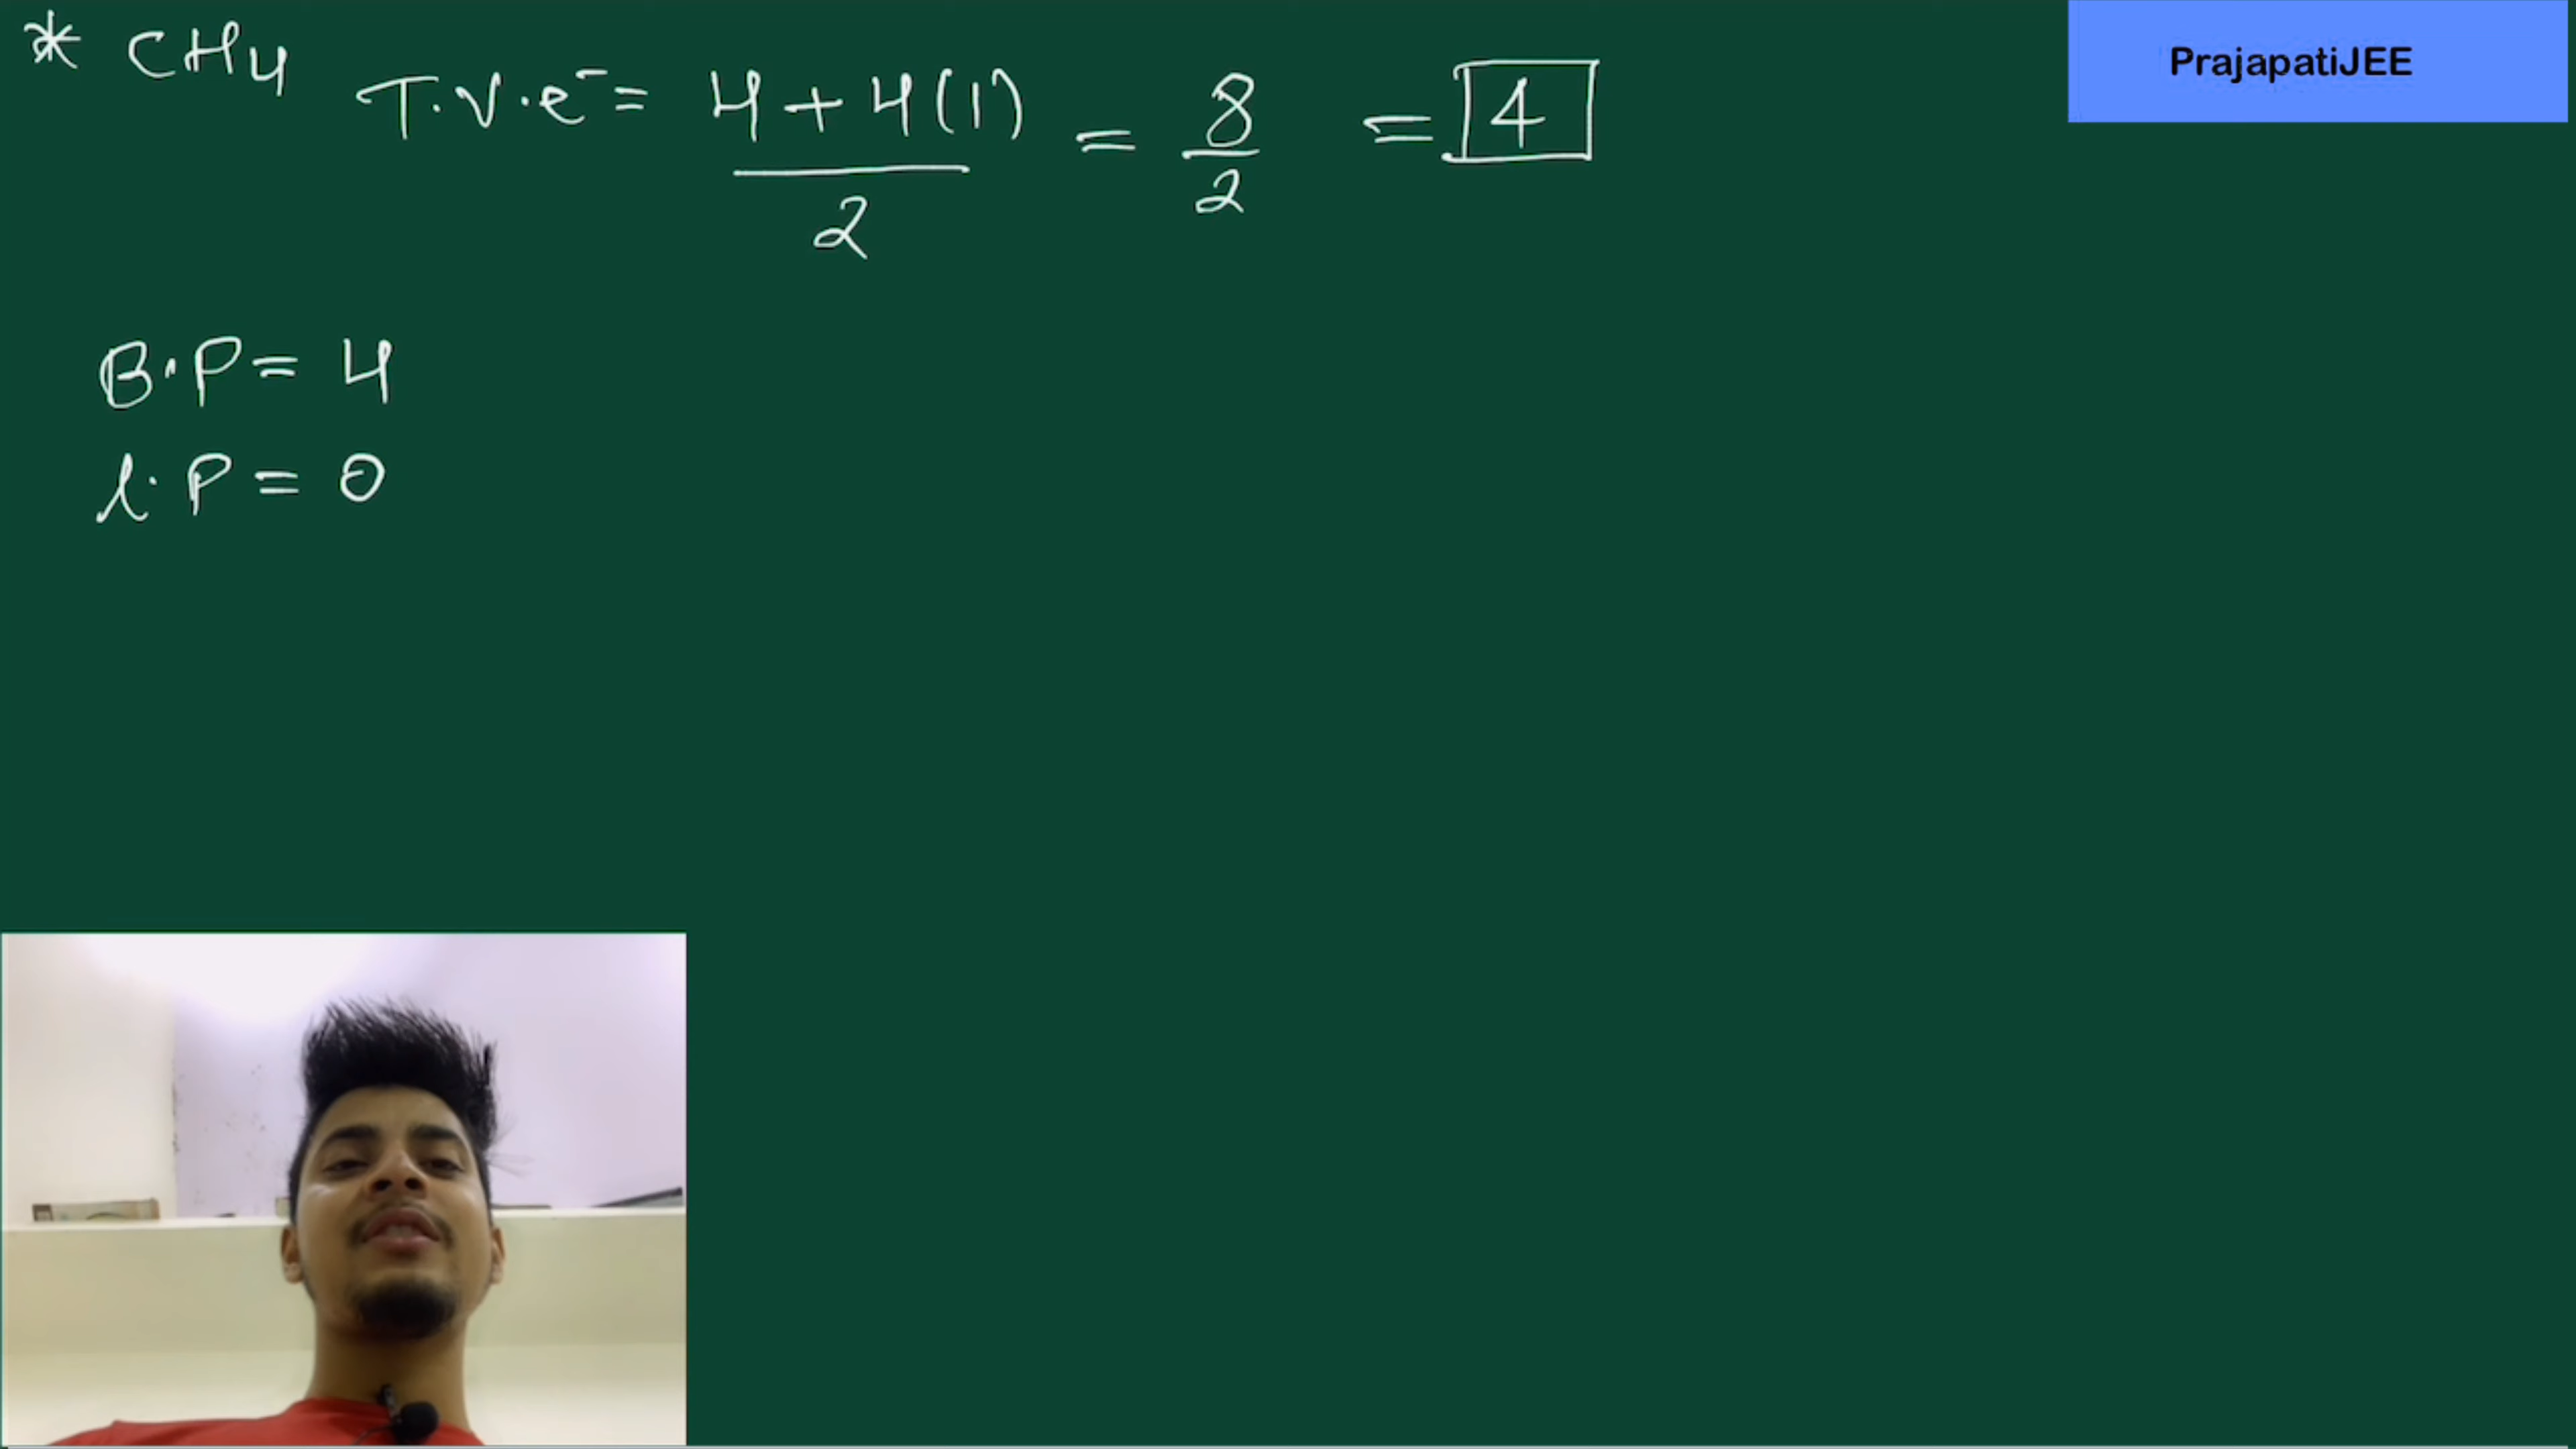 * CH4
T.V.e⁻ = 4 + 4(1) / 2 = 8 / 2 = 4
B.P = 4
l.P = 0
PrajapatiJEE